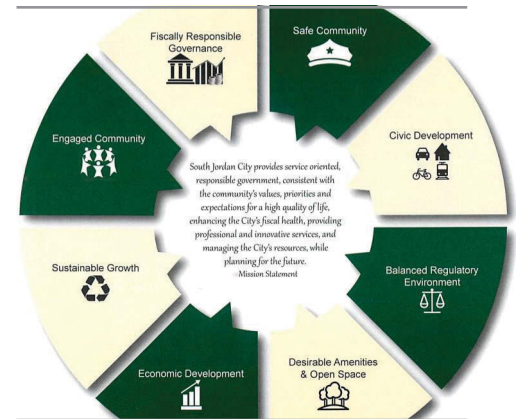 Fiscally Responsible
Governance
Safe Community
Engaged Community
Civic Development
South Jordan City provides service oriented,
responsible government, consistent with
the community's values, priorities and
expectations for a high quality of life,
enhancing the City's fiscal health, providing
professional and innovative services, and
managing the City's resources, while
planning for the future.
-Mission Statement
Sustainable Growth
Balanced Regulatory
Environment
Economic Development
Desirable Amenities
& Open Space